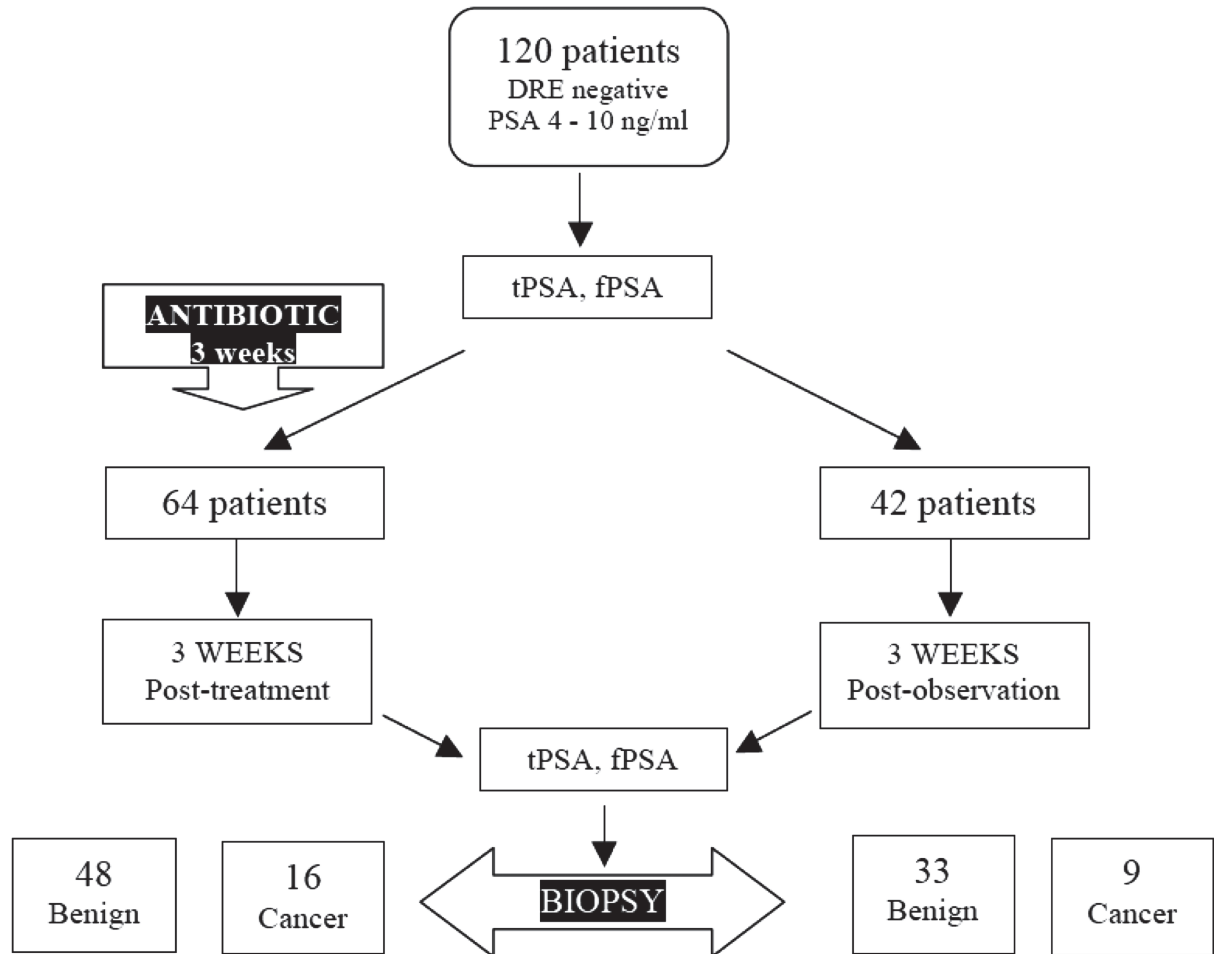 120 patients
DRE negative
PSA 4 - 10 ng/ml
tPSA, fPSA
ANTIBIOTIC
3 weeks
64 patients
42 patients
3 WEEKS
Post-treatment
3 WEEKS
Post-observation
tPSA, fPSA
48
Benign
16
Cancer
BIOPSY
33
Benign
9
Cancer